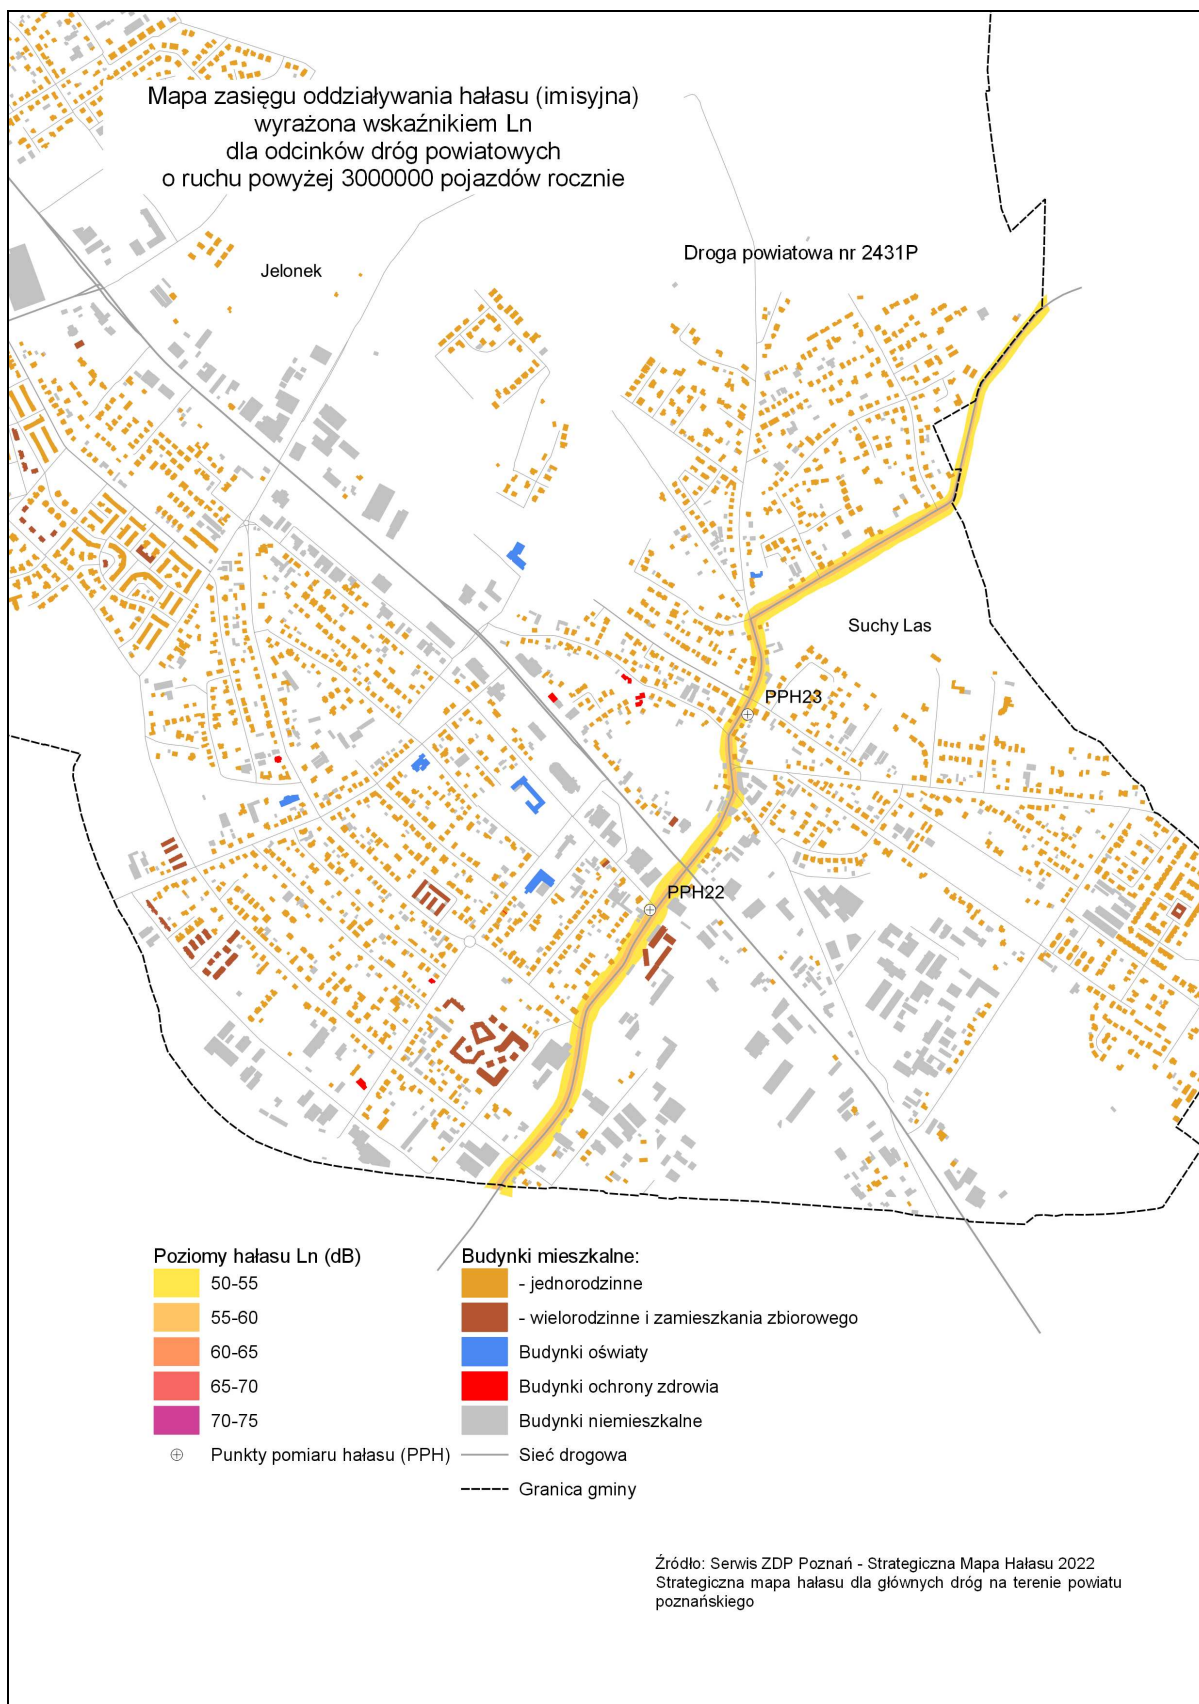 Mapa zasięgu oddziaływania hałasu (imisyjna)
wyrażona wskaźnikiem Ln
dla odcinków dróg powiatowych
o ruchu powyżej 3000000 pojazdów rocznie
Droga powiatowa nr 2431P
Jelonek
Suchy Las
PPH23
PPH22
Poziomy hałasu Ln (dB)
50-55
55-60
60-65
65-70
70-75
Punkty pomiaru hałasu (PPH)
Budynki mieszkalne:
- jednorodzinne
- wielorodzinne i zamieszkania zbiorowego
Budynki oświaty
Budynki ochrony zdrowia
Budynki niemieszkalne
Sieć drogowa
Granica gminy
Źródło: Serwis ZDP Poznań - Strategiczna Mapa Hałasu 2022
Strategiczna mapa hałasu dla głównych dróg na terenie powiatu
poznańskiego